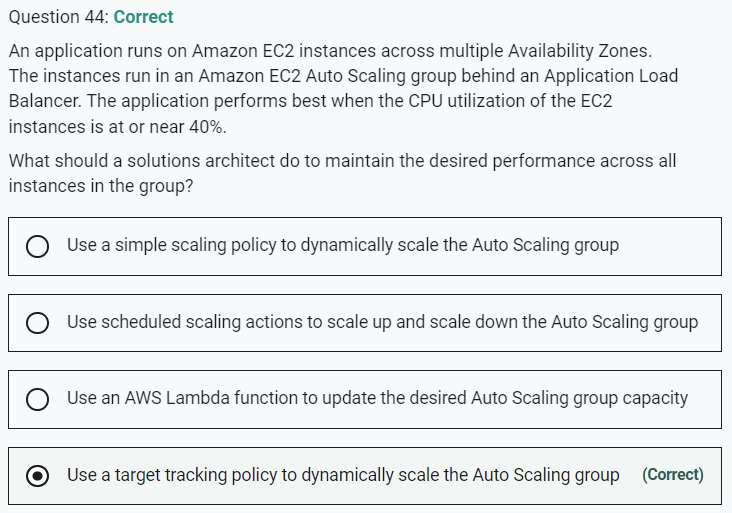 Question 44: Correct
An application runs on Amazon EC2 instances across multiple Availability Zones.
The instances run in an Amazon EC2 Auto Scaling group behind an Application Load
Balancer. The application performs best when the CPU utilization of the EC2
instances is at or near 40%.
What should a solutions architect do to maintain the desired performance across all
instances in the group?
Use a simple scaling policy to dynamically scale the Auto Scaling group
Use scheduled scaling actions to scale up and scale down the Auto Scaling group
Use an AWS Lambda function to update the desired Auto Scaling group capacity
Use a target tracking policy to dynamically scale the Auto Scaling group (Correct)